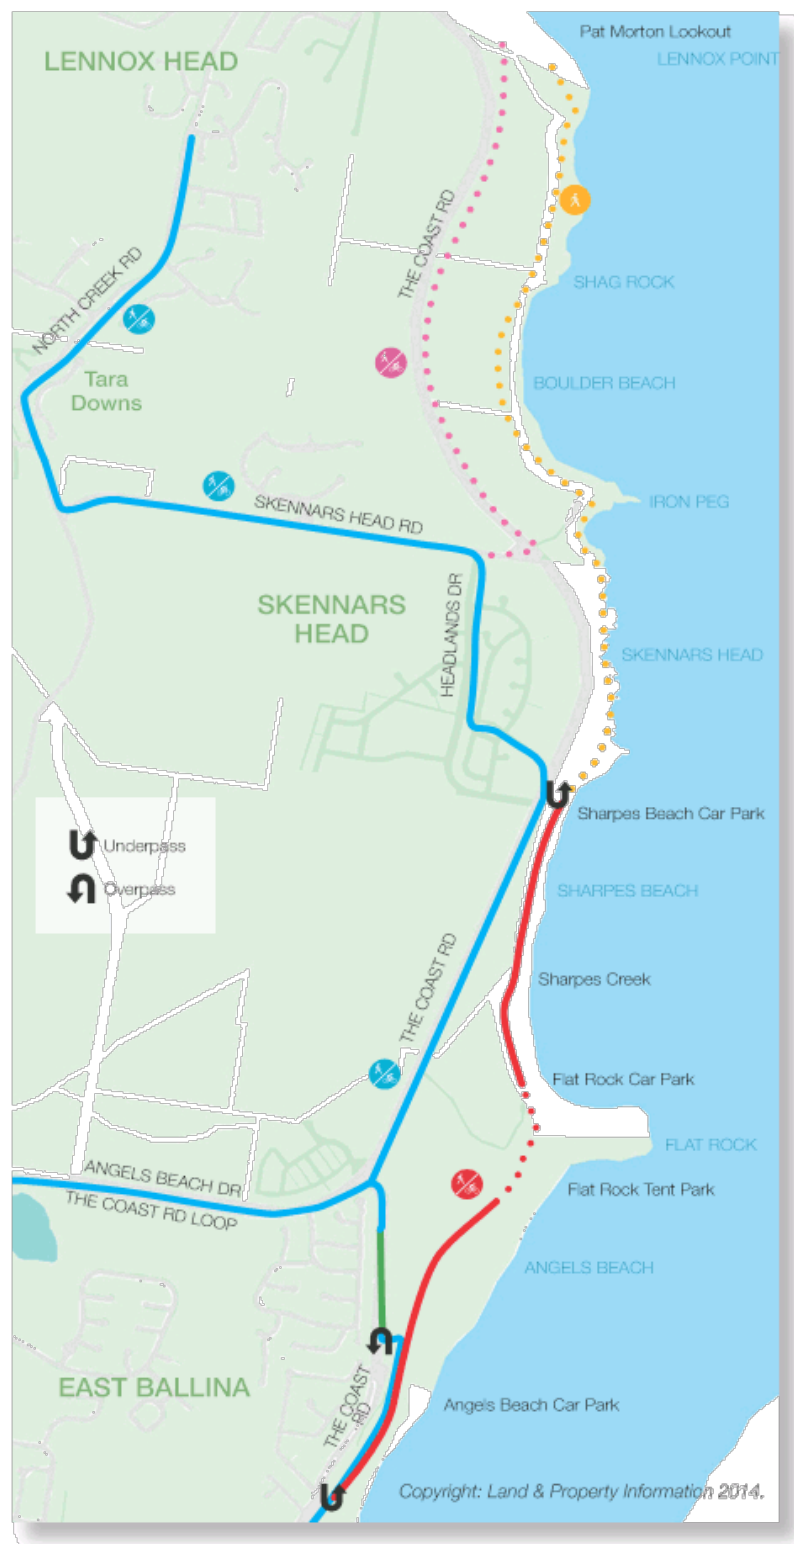 Pat Morton Lookout
LENNOX POINT
LENNOX HEAD
THE COAST RD
SHAG ROCK
NORTH CREEK RD
Tara
Downs
BOULDER BEACH
IRON PEG
SKENNARS HEAD RD
HEADLANDS DR
SKENNARS
HEAD
SKENNARS HEAD
Sharpes Beach Car Park
Underpass
Overpass
SHARPES BEACH
THE COAST RD
Sharpes Creek
Flat Rock Car Park
FLAT ROCK
ANGELS BEACH DR
THE COAST RD LOOP
Flat Rock Tent Park
ANGELS BEACH
EAST BALLINA
THE COAST
RD
Angels Beach Car Park
Copyright: Land & Property Information 2014.